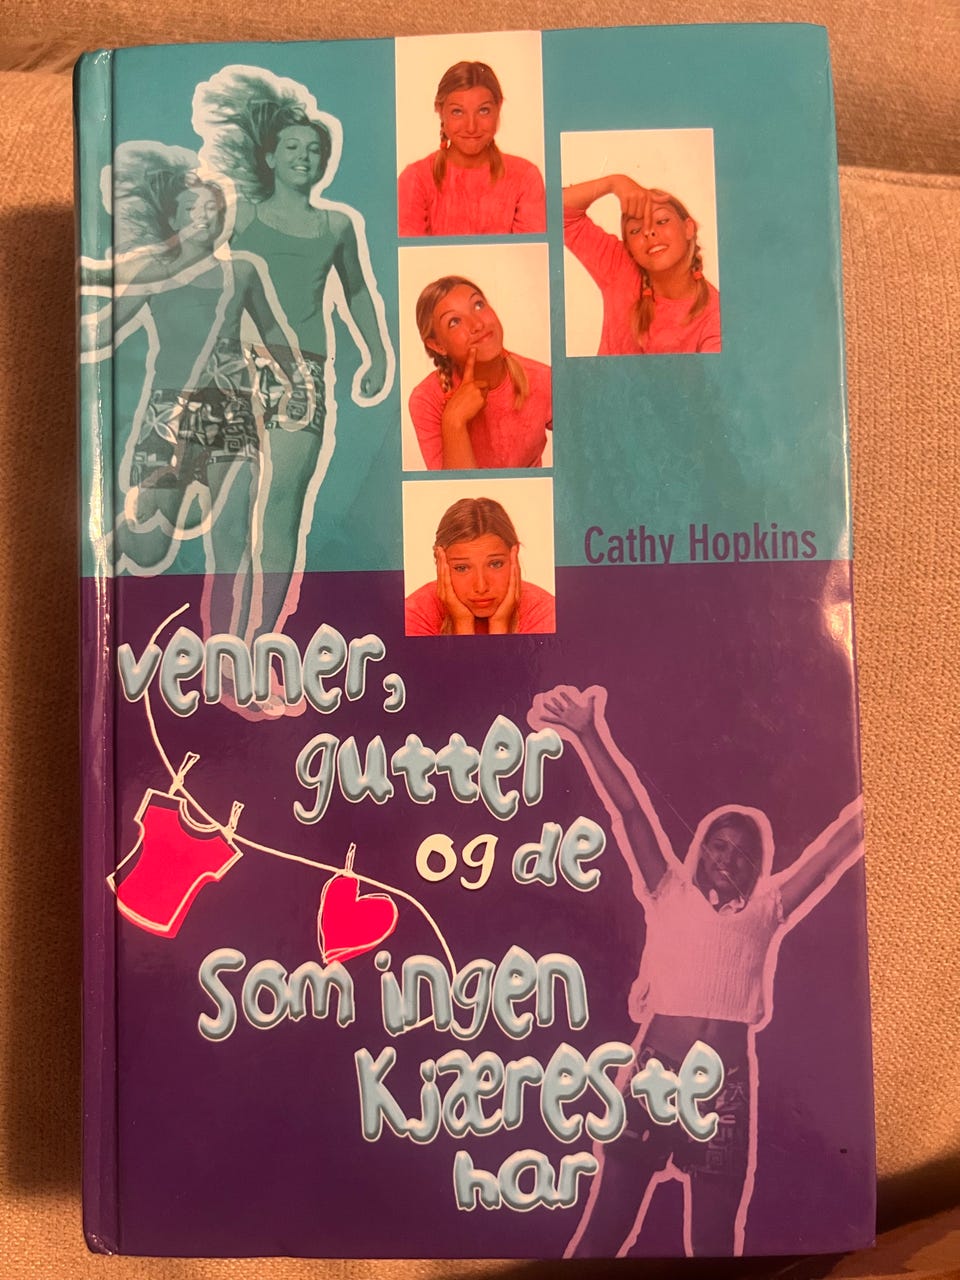 Cathy Hopkins
venner,
gutter
og de
som ingen
kjæreste
har